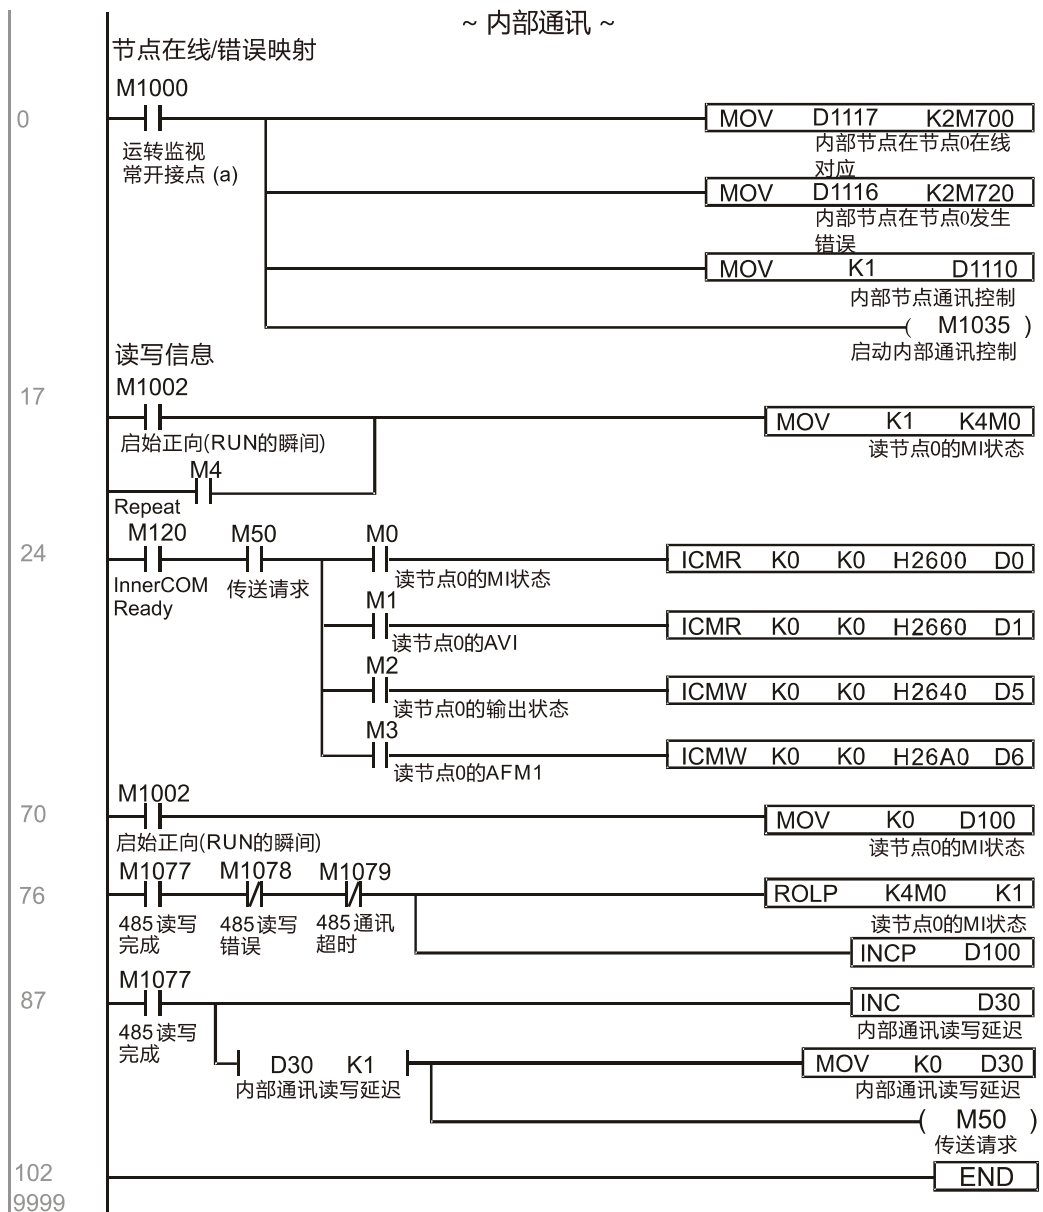 ~ 内部通讯 ~
节点在线/错误映射
M1000
0
MOV D1117 K2M700
运转监视
常开接点 (a)
内部节点在节点0在线
对应
MOV D1116 K2M720
内部节点在节点0发生
错误
MOV K1 D1110
内部节点通讯控制
( M1035 )
启动内部通讯控制
读写信息
M1002
17
MOV K1 K4M0
启始正向(RUN的瞬间)
读节点0的MI状态
M4
Repeat
M120 M50 M0
24
ICMR K0 K0 H2600 D0
InnerCOM
Ready
传送请求
读节点0的MI状态
M1
ICMR K0 K0 H2660 D1
读节点0的AVI
M2
ICMW K0 K0 H2640 D5
读节点0的输出状态
M3
ICMW K0 K0 H26A0 D6
读节点0的AFM1
M1002
70
MOV K0 D100
启始正向(RUN的瞬间)
读节点0的MI状态
M1077 M1078 M1079
76
ROLP K4M0 K1
485读写
完成
485读写
错误
485通讯
超时
读节点0的MI状态
INCP D100
M1077
87
INC D30
485读写
完成
内部通讯读写延迟
D30 K1
MOV K0 D30
内部通讯读写延迟
内部通讯读写延迟
( M50 )
传送请求
102
END
9999